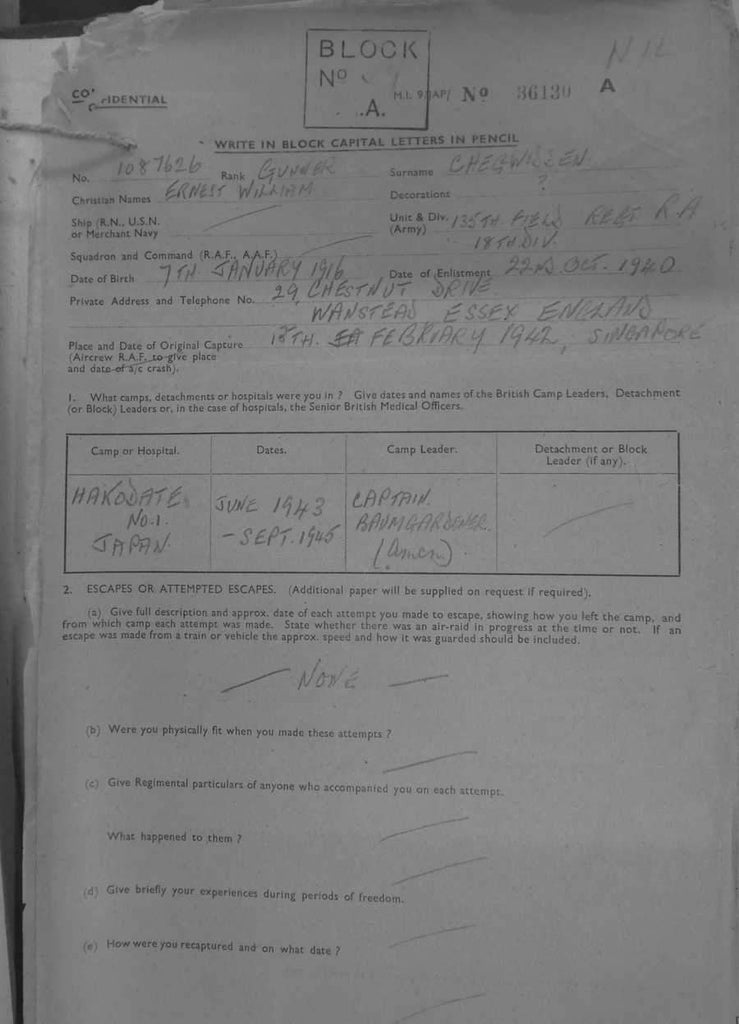 BLOCK
Nº
A.
NIL
CONFIDENTIAL
M.I. 9/JAP/ Nº 36130 A
WRITE IN BLOCK CAPITAL LETTERS IN PENCIL
No. 1087626 Rank GUNNER Surname
Christian Names ERNEST WILLIAM Decorations ?
Ship (R.N., U.S.N. or Merchant Navy
Unit & Div. (Army) 135TH FIELD REGT R.A
18TH DIV.
Squadron and Command (R.A.F., A.A.F.)
Date of Birth 7TH JANUARY 1916 Date of Enlistment 22ND OCT. 1940
Private Address and Telephone No. 29, CHESTNUT DRIVE
WANSTEAD, ESSEX ENGLAND
Place and Date of Original Capture 15TH. FEBRUARY 1942, SINGAPORE
(Aircrew R.A.F. to give place
and date of a/c crash).
1. What camps, detachments or hospitals were you in ? Give dates and names of the British Camp Leaders, Detachment
(or Block) Leaders or, in the case of hospitals, the Senior British Medical Officers.
Camp or Hospital. Dates. Camp Leader. Detachment or Block
Leader (if any).
HAKODATE JUNE 1943 CAPTAIN
No.1. - SEPT. 1945 BAUMGARDENER
JAPAN. (Amcn.)
2. ESCAPES OR ATTEMPTED ESCAPES. (Additional paper will be supplied on request if required).
(a) Give full description and approx. date of each attempt you made to escape, showing how you left the camp, and
from which camp each attempt was made. State whether there was an air-raid in progress at the time or not. If an
escape was made from a train or vehicle the approx. speed and how it was guarded should be included.
— NONE —
(b) Were you physically fit when you made these attempts ?
(c) Give Regimental particulars of anyone who accompanied you on each attempt.
What happened to them ?
(d) Give briefly your experiences during periods of freedom.
(e) How were you recaptured and on what date ?